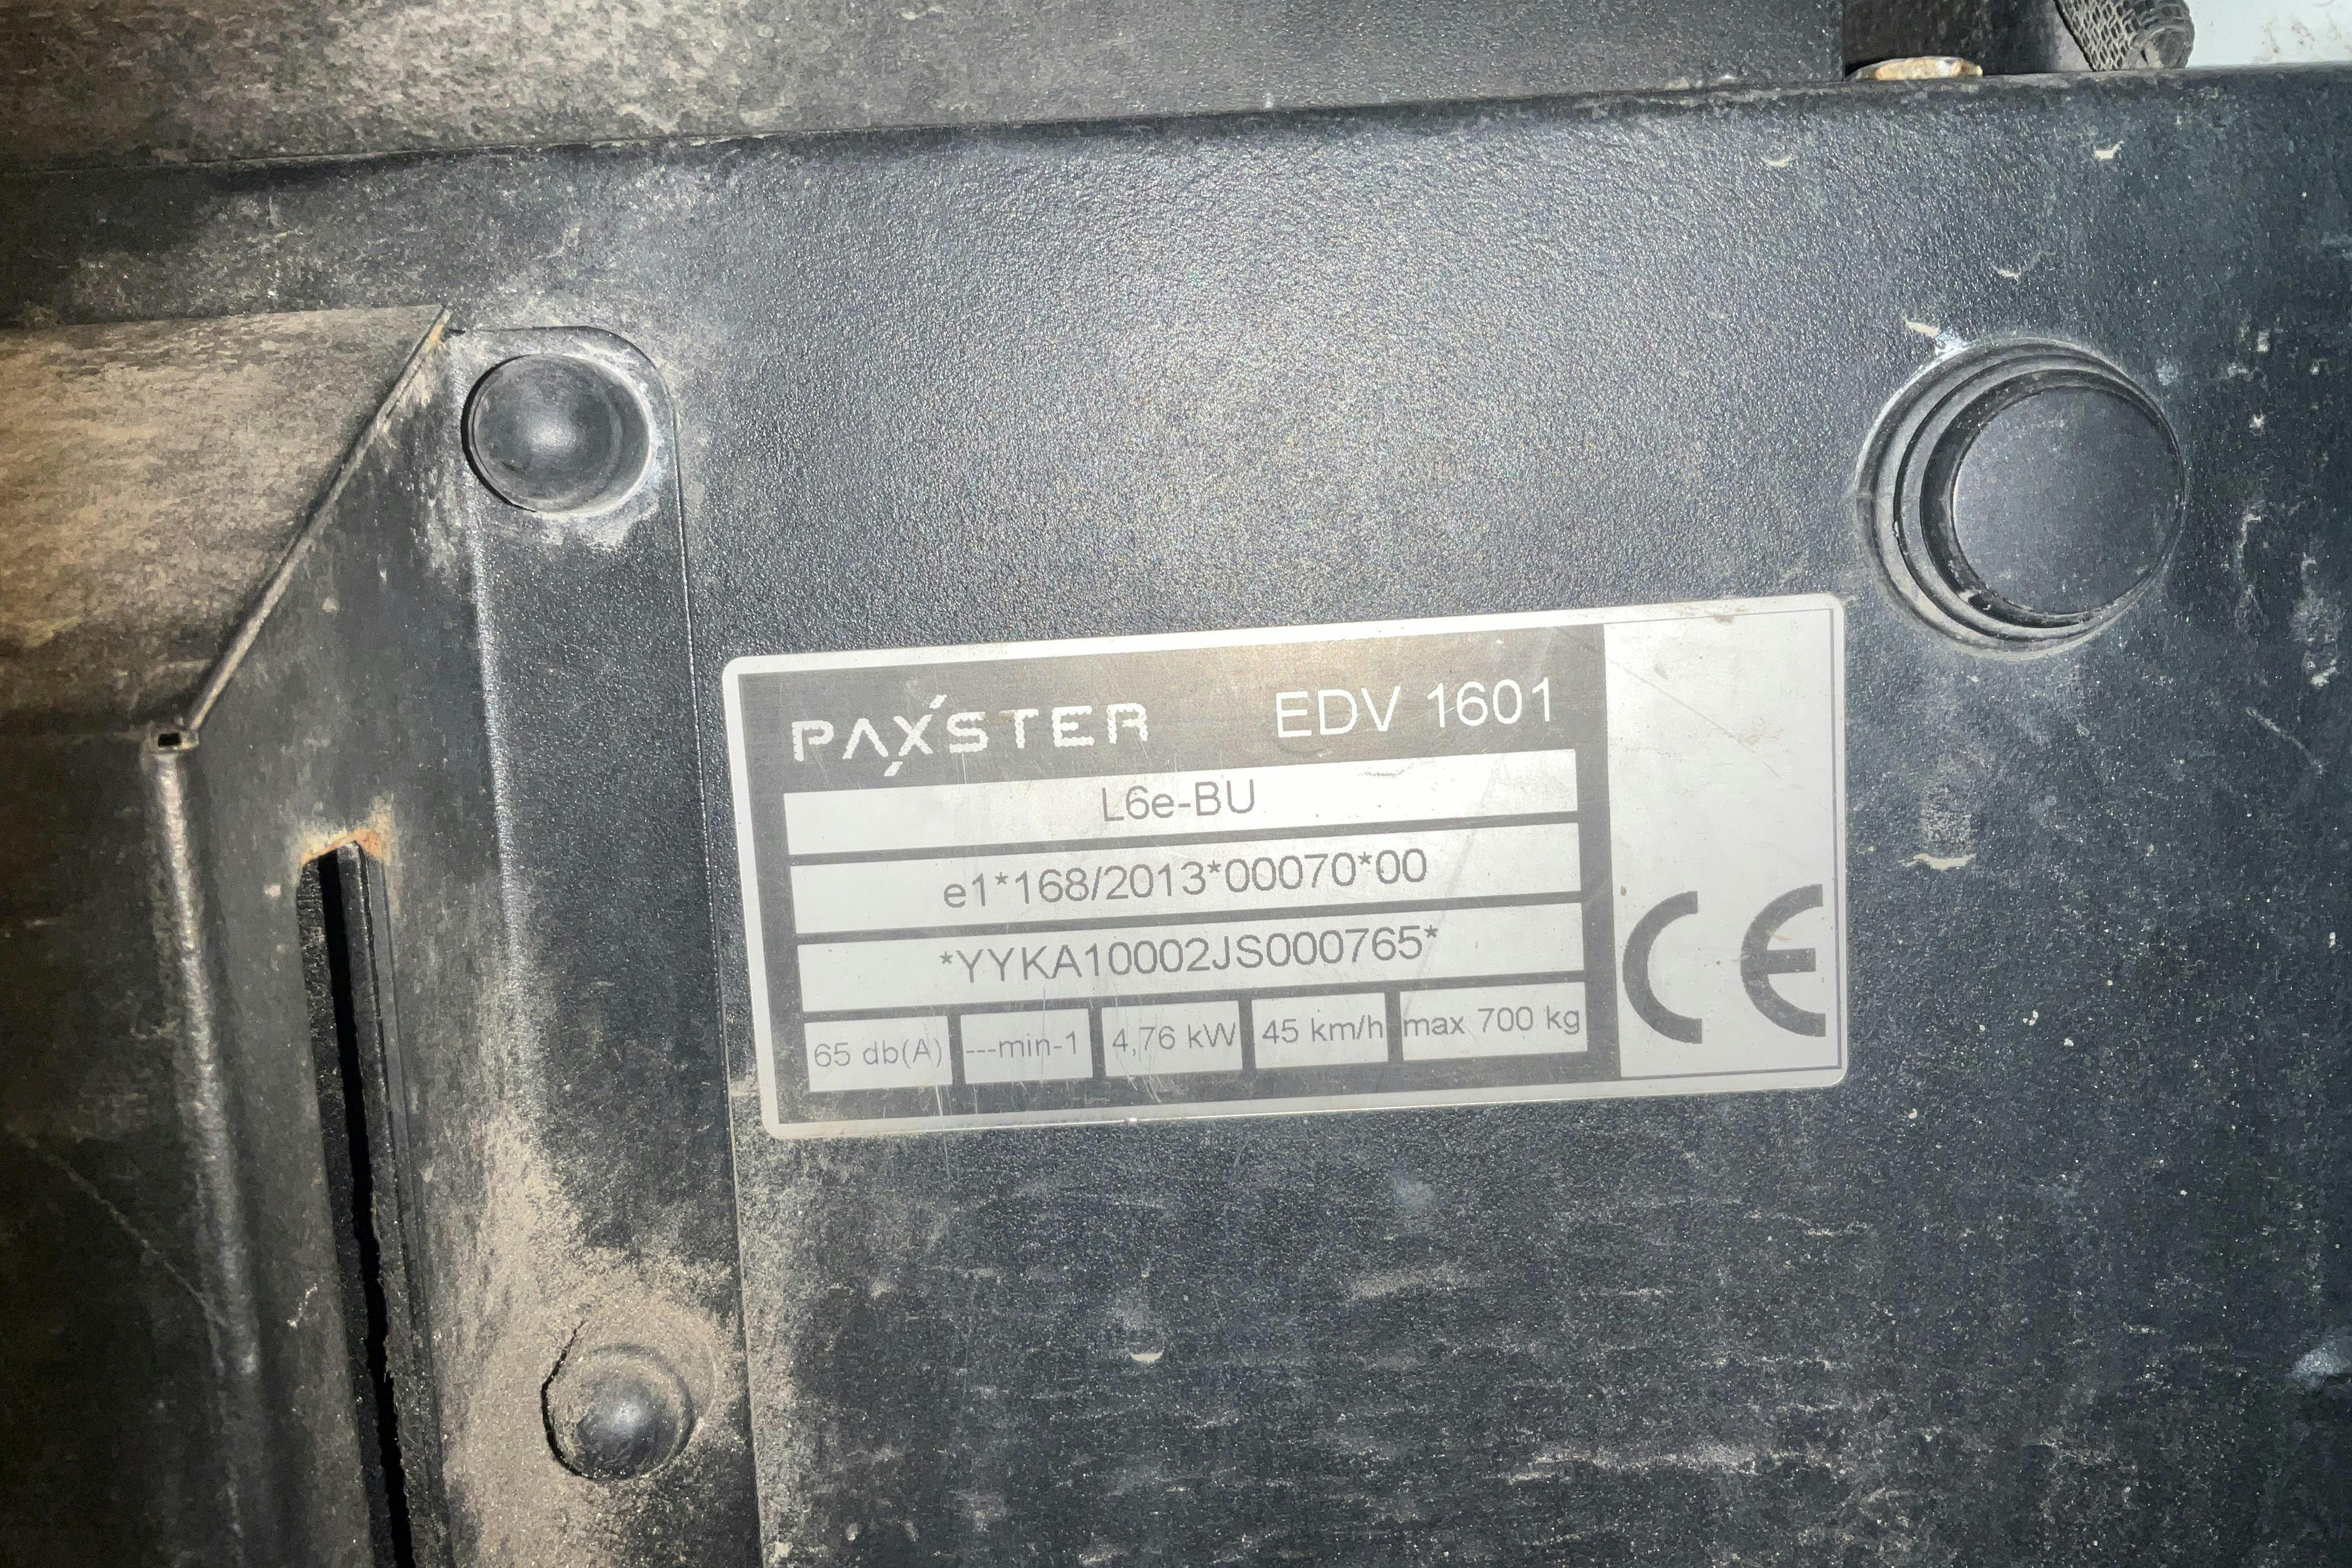 PAXSTER EDV 1601
L6e-BU
e1*168/2013*00070*00
*YYKA10002JS000765*
65 db(A) ---min-1 4,76 kW 45 km/h max 700 kg
CE